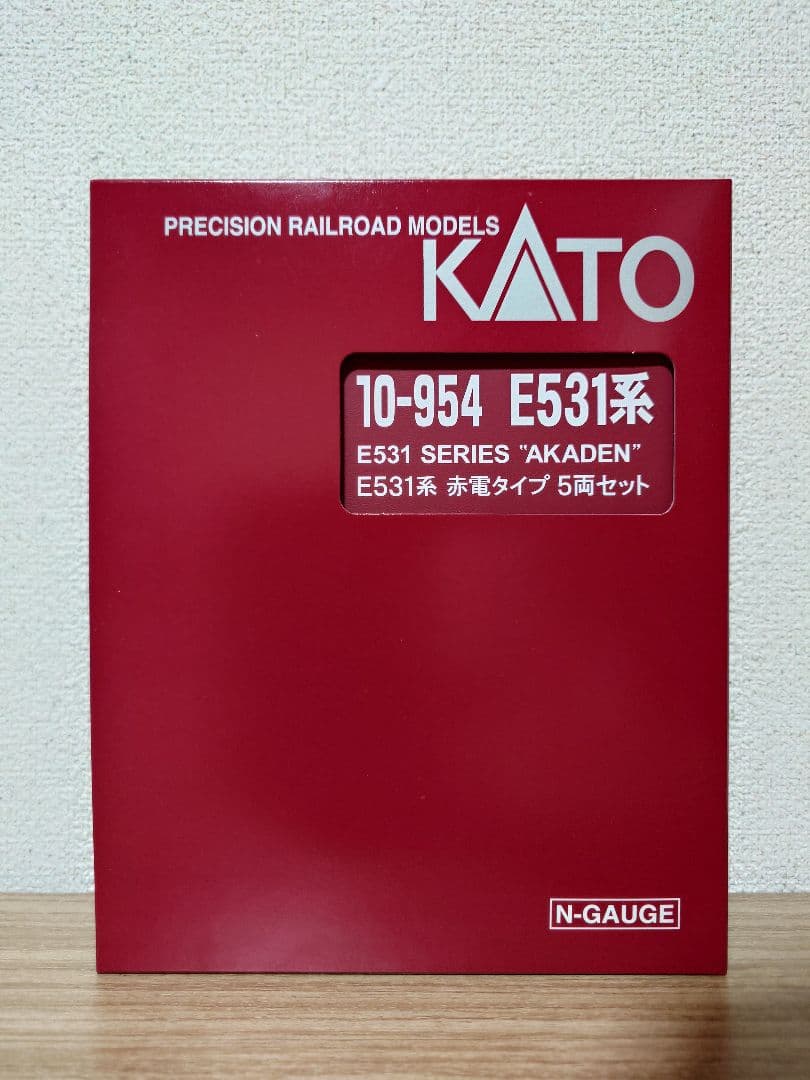 PRECISION RAILROAD MODELS
KATO
10-954 E531系
E531 SERIES "AKADEN"
E531系 赤電タイプ 5両セット
N-GAUGE